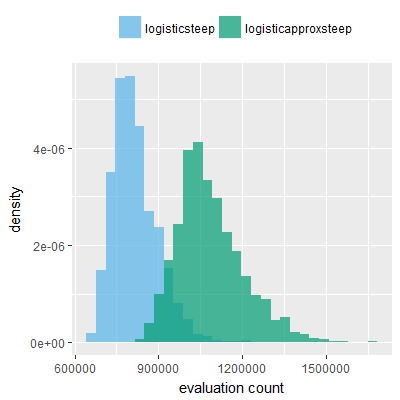 logisticsteep logisticapproxsteep
density
4e-06
2e-06
0e+00
600000 900000 1200000 1500000
evaluation count